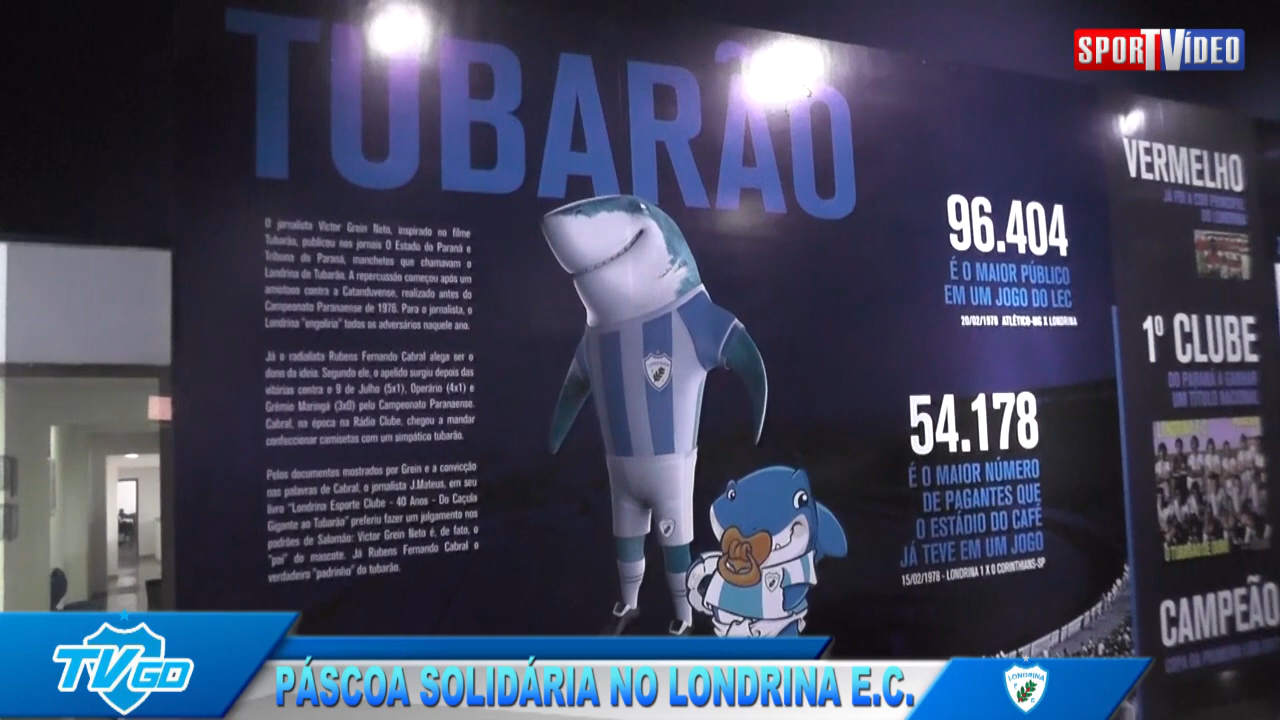 SPORTVÍDEO
TUBARÃO
O jornalista Victor Grein Neto, inspirado no filme
Tubarão, publicou nos jornais O Estado do Paraná e
Tribuna do Paraná, manchetes que chamavam o
Londrina de Tubarão. A repercussão começou após um
amistoso contra a Catanduvense, realizado antes do
Campeonato Paranaense de 1976. Para o jornalista, o
Londrina "engoliria" todos os adversários naquele ano.
Já o radialista Rubens Fernando Cabral alega ser o
dono da ideia. Segundo ele, o apelido surgiu depois das
vitórias contra o 9 de Julho (5x1), Operário (4x1) e
Grêmio Maringá (3x0) pelo Campeonato Paranaense.
Cabral, na época na Rádio Clube, chegou a mandar
confeccionar camisetas com um simpático tubarão.
Pelos documentos mostrados por Grein e a convicção
nas palavras de Cabral, o jornalista J.Mateus, em seu
livro "Londrina Esporte Clube - 40 Anos - Do Caçula
Gigante ao Tubarão" preferiu fazer um julgamento nos
padrões de Salomão: Victor Grein Neto é, de fato, o
"pai" do mascote. Já Rubens Fernando Cabral o
verdadeiro "padrinho" do tubarão.
96.404
É O MAIOR PÚBLICO
EM UM JOGO DO LEC
20/02/1978 ATLÉTICO-MG X LONDRINA
54.178
É O MAIOR NÚMERO
DE PAGANTES QUE
O ESTÁDIO DO CAFÉ
JÁ TEVE EM UM JOGO
15/02/1978 - LONDRINA 1 X 0 CORINTHIANS-SP
VERMELHO
JÁ FOI A COR PRINCIPAL
DO LONDRINA
1º CLUBE
DO PARANÁ A GANHAR
UM TÍTULO NACIONAL
CAMPEÃO
TVGO
PÁSCOA SOLIDÁRIA NO LONDRINA E.C.
LONDRINA